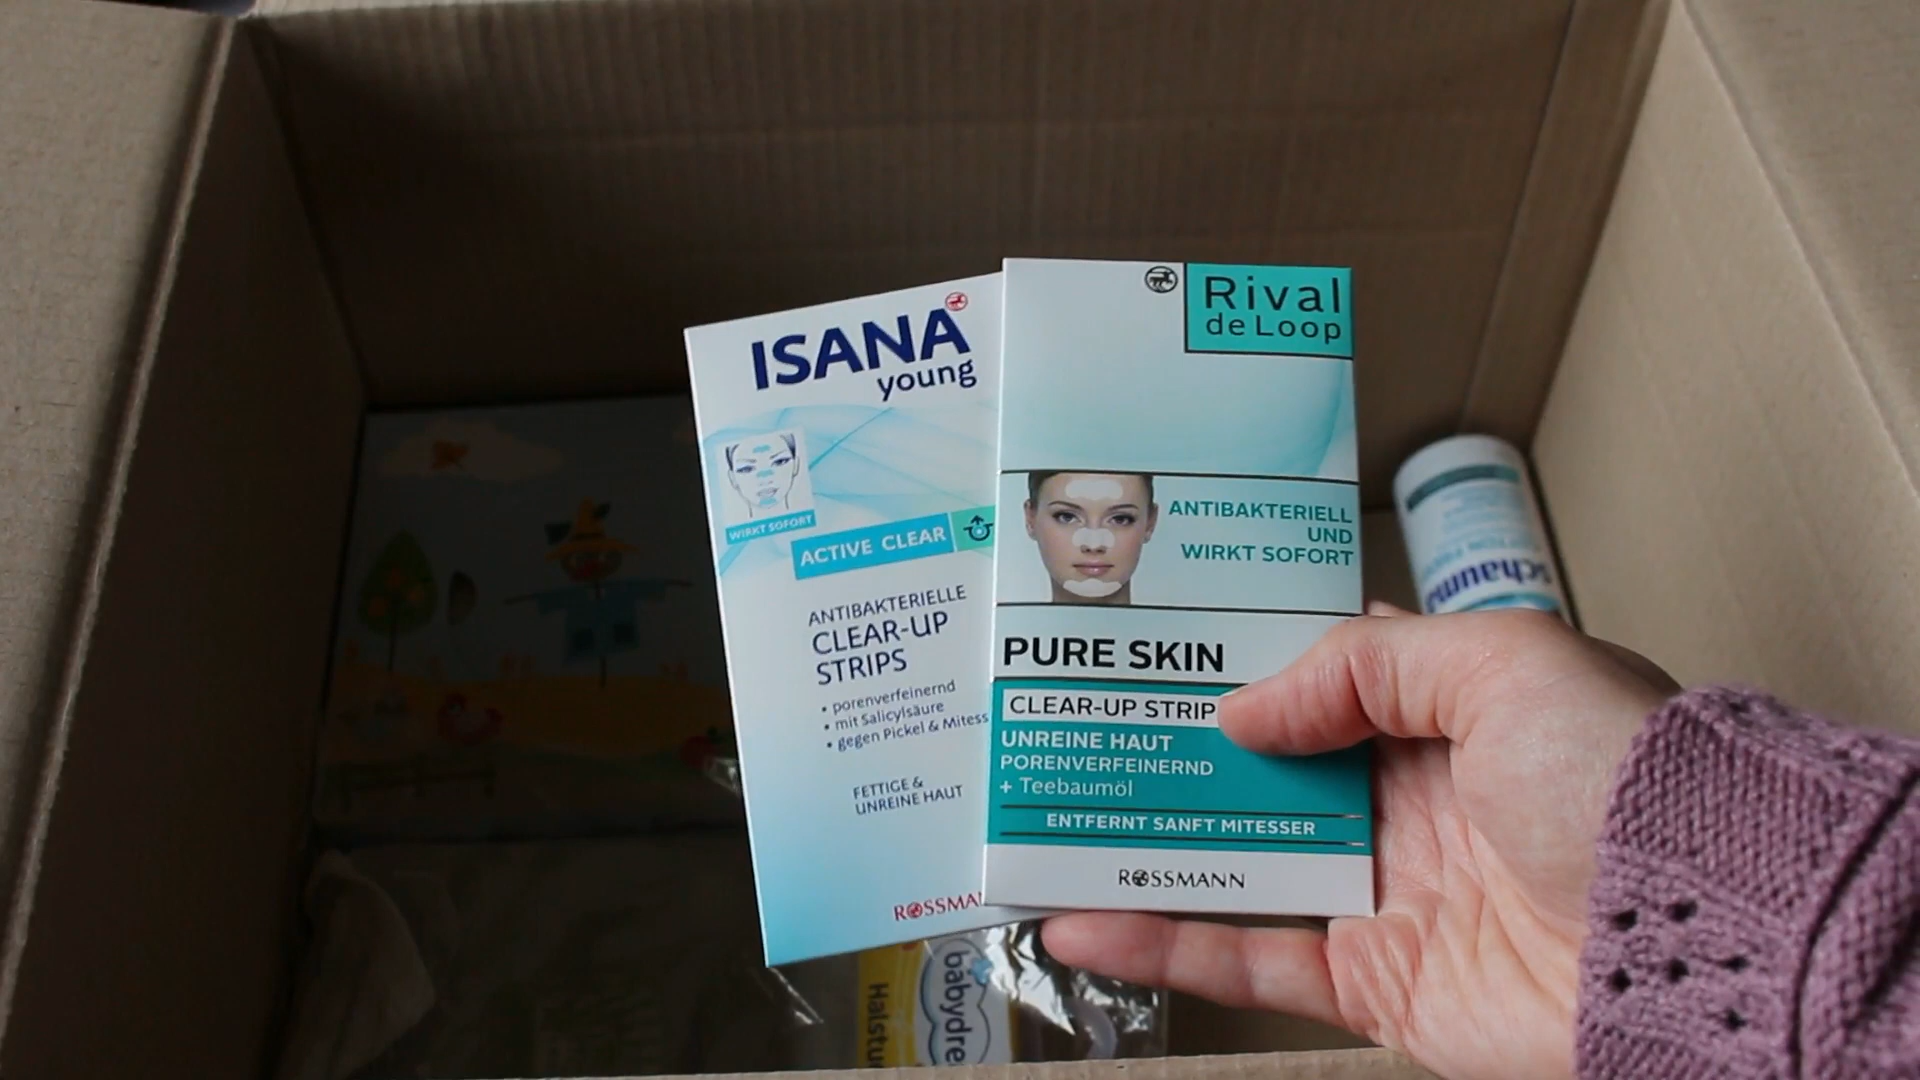 ISANA
young
WIRKT SOFORT
ACTIVE CLEAR
ANTIBAKTERIELLE
CLEAR-UP
STRIPS
• porenverfeinernd
• mit Salicylsäure
• gegen Pickel & Mitess
FETTIGE &
UNREINE HAUT
ROSSMA
Rival
de Loop
ANTIBAKTERIELL
UND
WIRKT SOFORT
PURE SKIN
CLEAR-UP STRIP
UNREINE HAUT
PORENVERFEINERND
+ Teebaumöl
ENTFERNT SANFT MITESSER
ROSSMANN
schauma
babydre
Halstu